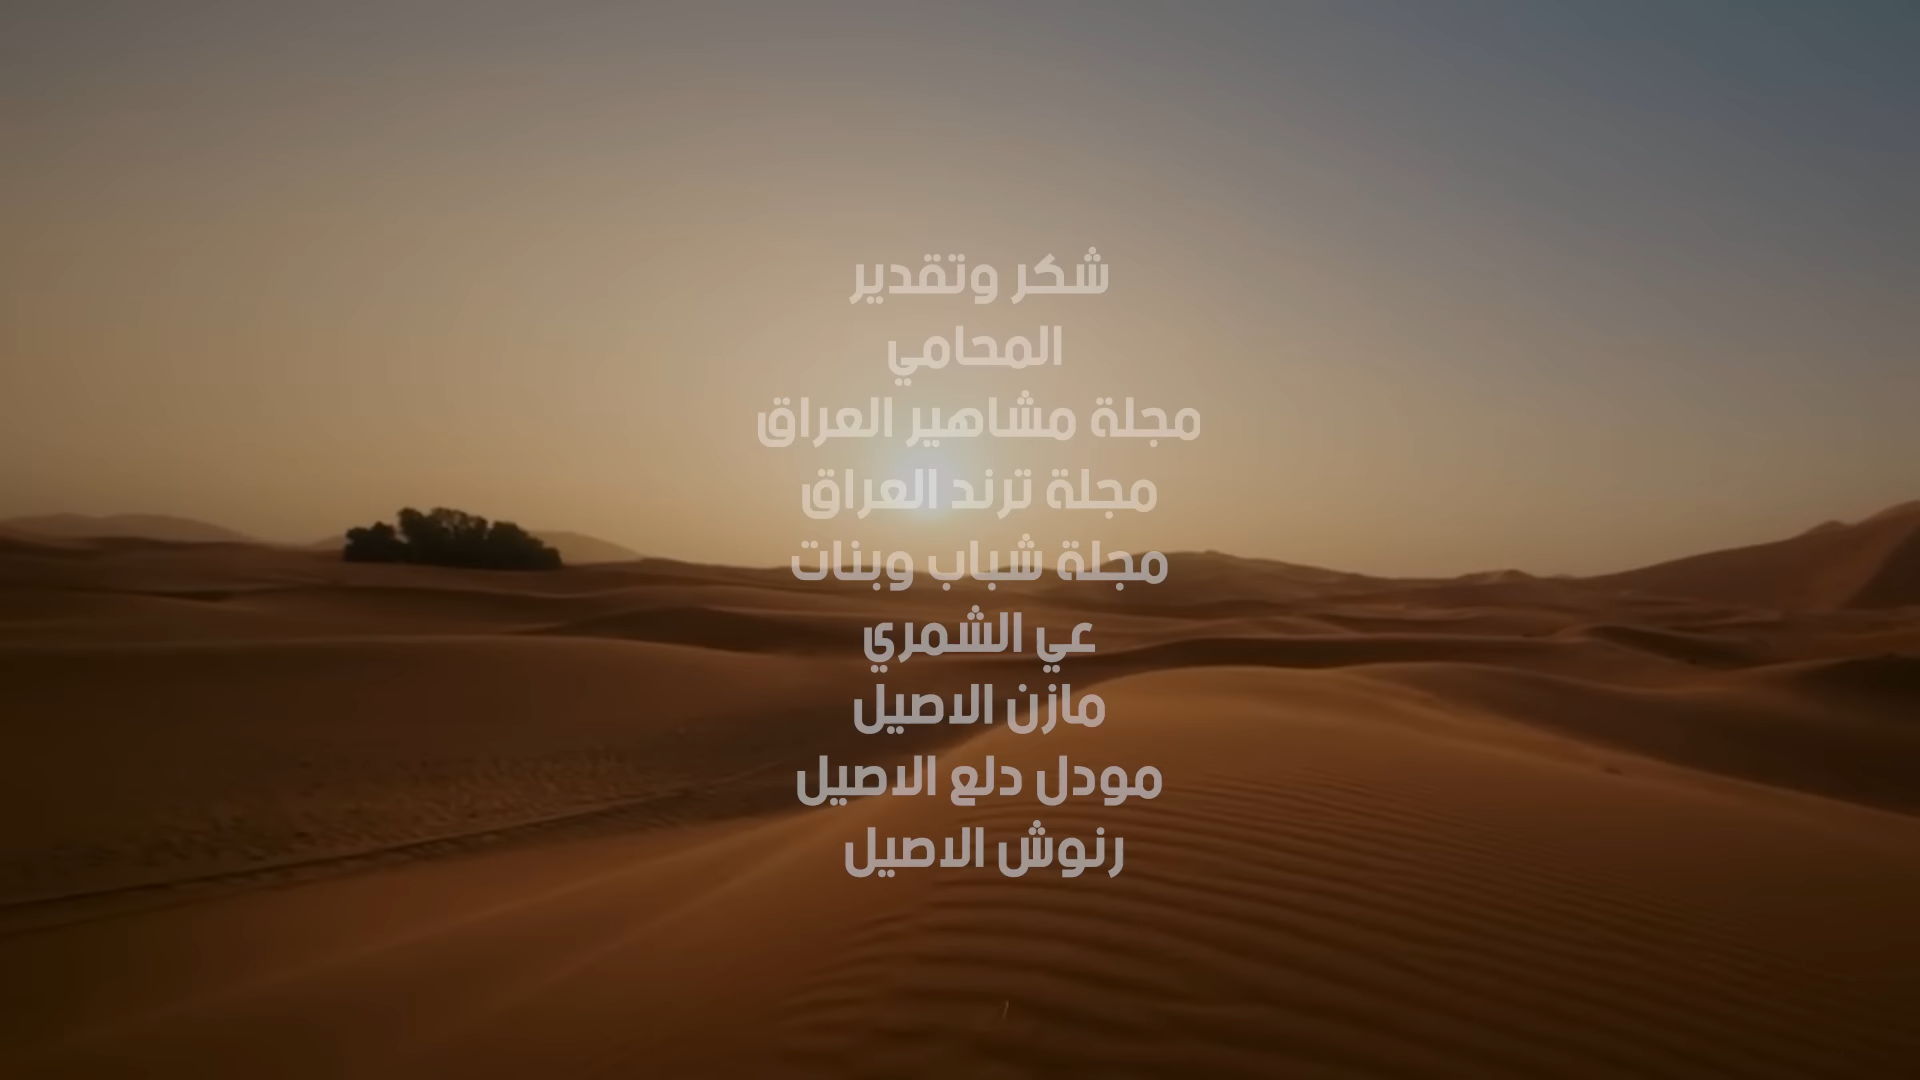 شكر وتقدير
المحامي
مجلة مشاهير العراق
مجلة ترند العراق
مجلة شباب وبنات
عي الشمري
مازن الاصيل
مودل دلع الاصيل
رنوش الاصيل